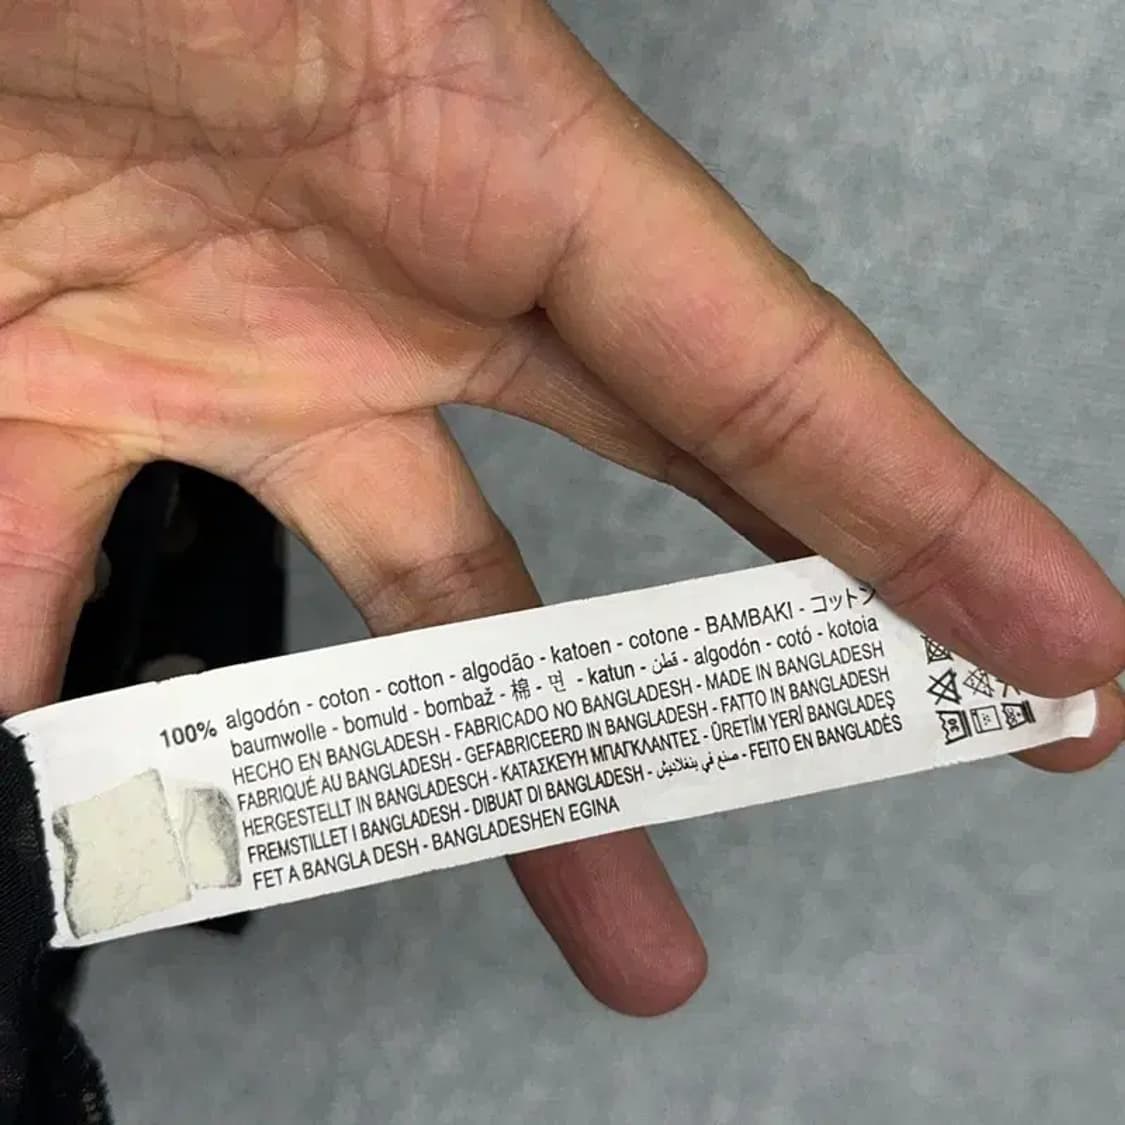 100% algodón - coton - cotton - algodão - katoen - cotone - BAMBAKI - コットン
baumwolle - bomuld - bombaž - 棉 - 면 - katun - قطن - algodón - cotó - kotoia
HECHO EN BANGLADESH - FABRICADO NO BANGLADESH - MADE IN BANGLADESH
FABRIQUÉ AU BANGLADESH - GEFABRICEERD IN BANGLADESH - FATTO IN BANGLADESH
HERGESTELLT IN BANGLADESCH - ΚΑΤΑΣΚΕΥΗ ΜΠΑΓΚΛΑΝΤΕΣ - ÜRETİM YERİ BANGLADEŞ
FREMSTILLET I BANGLADESH - DIBUAT DI BANGLADESH - صنع في بنغلاديش - FEITO EN BANGLADÉS
FET A BANGLA DESH - BANGLADESHEN EGINA